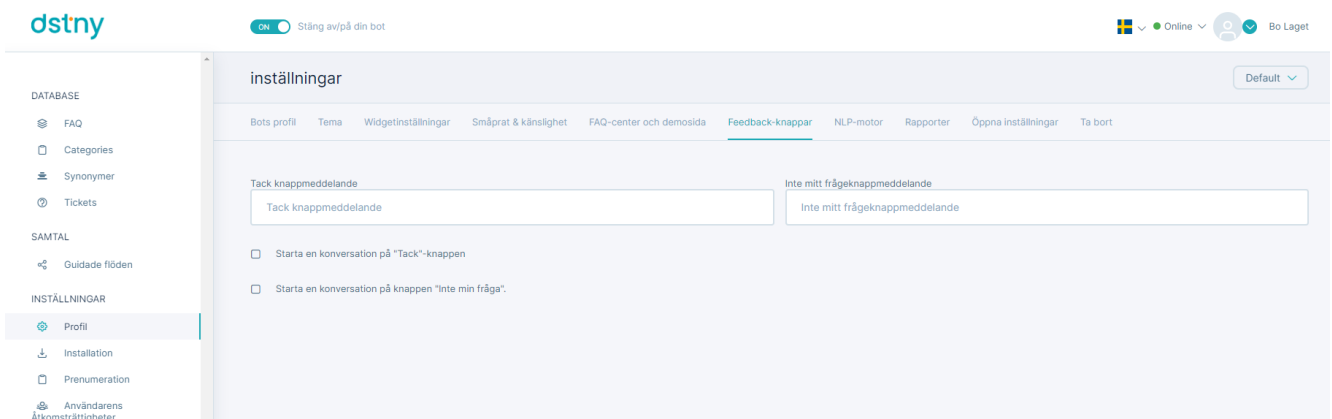 dstny
ON Stäng av/på din bot
Online
Bo Laget
DATABASE
FAQ
Categories
Synonymer
Tickets
SAMTAL
Guidade flöden
INSTÄLLNINGAR
Profil
Installation
Prenumeration
Användarens
Åtkomsträttigheter
inställningar
Default
Bots profil Tema Widgetinställningar Småprat & känslighet FAQ-center och demosida Feedback-knappar NLP-motor Rapporter Öppna inställningar Ta bort
Tack knappmeddelande
Tack knappmeddelande
Inte mitt frågeknappmeddelande
Inte mitt frågeknappmeddelande
Starta en konversation på "Tack"-knappen
Starta en konversation på knappen "Inte min fråga".